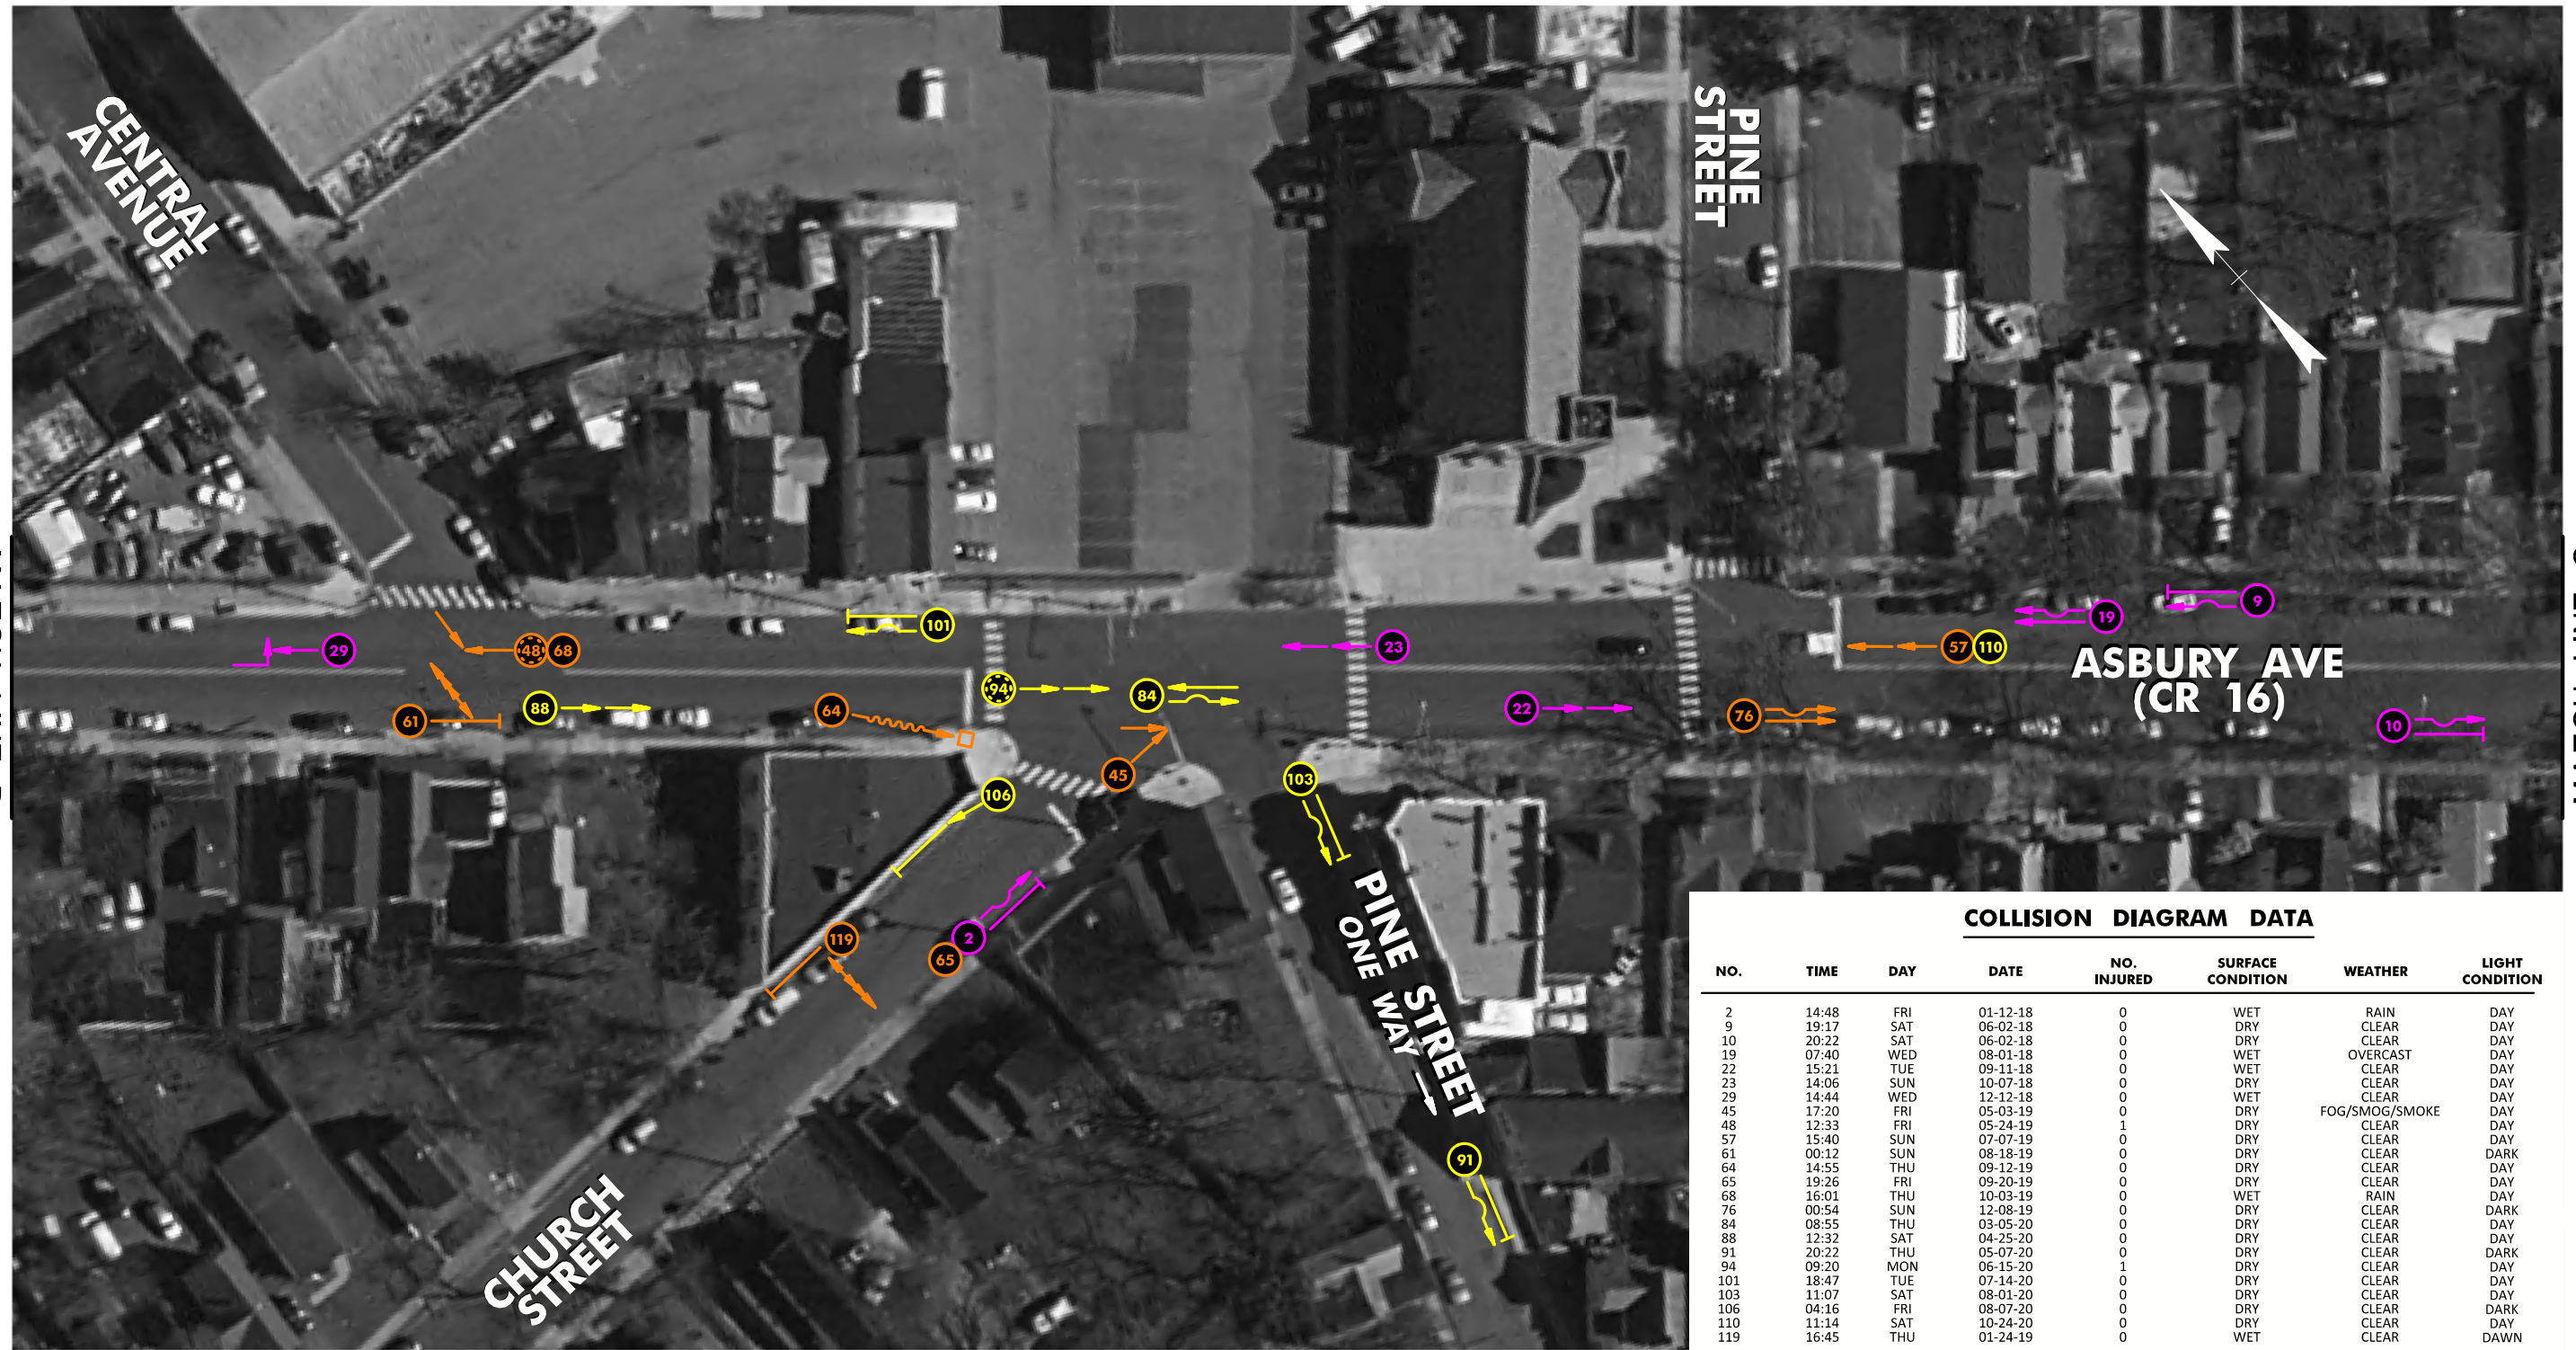 CENTRAL
AVENUE
PINE
STREET
101
29
48 68
23
57 110
19
9
ASBURY AVE
(CR 16)
61
88
64
94
84
45
22
76
10
106
103
119
65
2
PINE STREET
ONE WAY
91
CHURCH
STREET
COLLISION DIAGRAM DATA
NO. TIME DAY DATE NO. INJURED SURFACE CONDITION WEATHER LIGHT CONDITION
2 14:48 FRI 01-12-18 0 WET RAIN DAY
9 19:17 SAT 06-02-18 0 DRY CLEAR DAY
10 20:22 SAT 06-02-18 0 DRY CLEAR DAY
19 07:40 WED 08-01-18 0 WET OVERCAST DAY
22 15:21 TUE 09-11-18 0 WET CLEAR DAY
23 14:06 SUN 10-07-18 0 DRY CLEAR DAY
29 14:44 WED 12-12-18 0 WET CLEAR DAY
45 17:20 FRI 05-03-19 0 DRY FOG/SMOG/SMOKE DAY
48 12:33 FRI 05-24-19 1 DRY CLEAR DAY
57 15:40 SUN 07-07-19 0 DRY CLEAR DAY
61 00:12 SUN 08-18-19 0 DRY CLEAR DARK
64 14:55 THU 09-12-19 0 DRY CLEAR DAY
65 19:26 FRI 09-20-19 0 DRY CLEAR DAY
68 16:01 THU 10-03-19 0 WET RAIN DAY
76 00:54 SUN 12-08-19 0 DRY CLEAR DARK
84 08:55 THU 03-05-20 0 DRY CLEAR DAY
88 12:32 SAT 04-25-20 0 DRY CLEAR DAY
91 20:22 THU 05-07-20 0 DRY CLEAR DARK
94 09:20 MON 06-15-20 1 DRY CLEAR DAY
101 18:47 TUE 07-14-20 0 DRY CLEAR DAY
103 11:07 SAT 08-01-20 0 DRY CLEAR DAY
106 04:16 FRI 08-07-20 0 DRY CLEAR DARK
110 11:14 SAT 10-24-20 0 DRY CLEAR DAY
119 16:45 THU 01-24-19 0 WET CLEAR DAWN